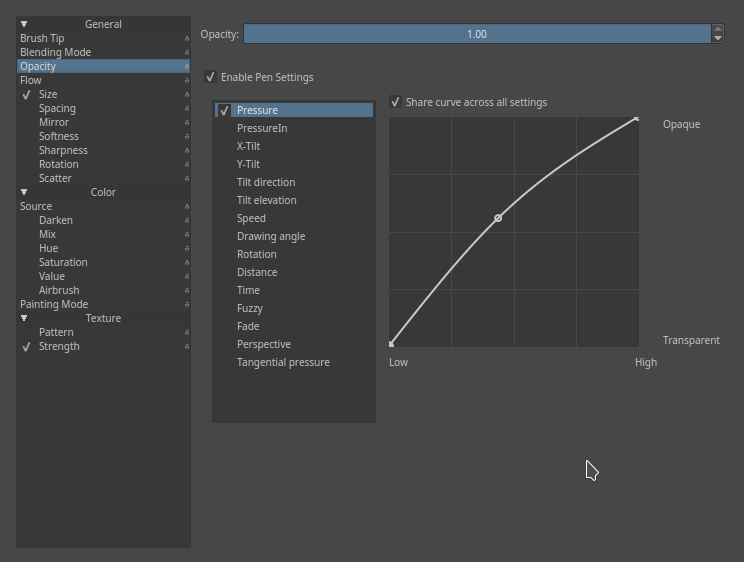 General
Brush Tip
Blending Mode
Opacity
Flow
Size
Spacing
Mirror
Softness
Sharpness
Rotation
Scatter
Color
Source
Darken
Mix
Hue
Saturation
Value
Airbrush
Painting Mode
Texture
Pattern
Strength
Opacity: 1.00
Enable Pen Settings
Pressure
PressureIn
X-Tilt
Y-Tilt
Tilt direction
Tilt elevation
Speed
Drawing angle
Rotation
Distance
Time
Fuzzy
Fade
Perspective
Tangential pressure
Share curve across all settings
Opaque
Transparent
Low High